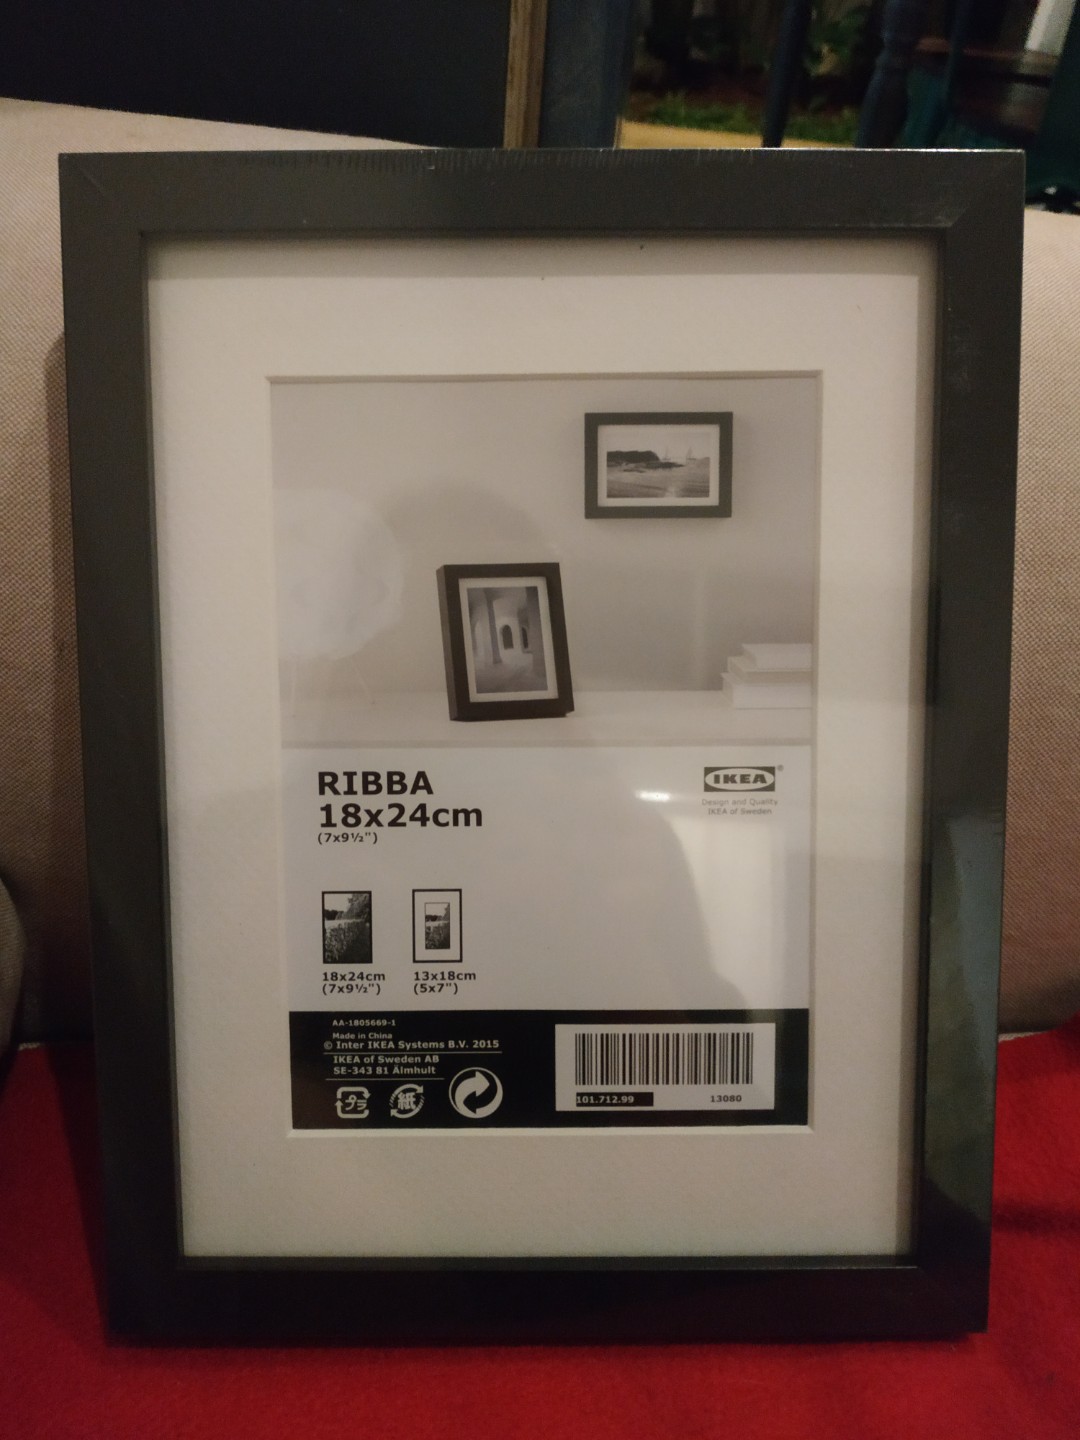 RIBBA
18x24cm
(7x9½")
IKEA®
Design and Quality
IKEA of Sweden
18x24cm
(7x9½")
13x18cm
(5x7")
AA-1805669-1
Made in China
© Inter IKEA Systems B.V. 2015
IKEA of Sweden AB
SE-343 81 Älmhult
プラ
紙
101.712.99
13080